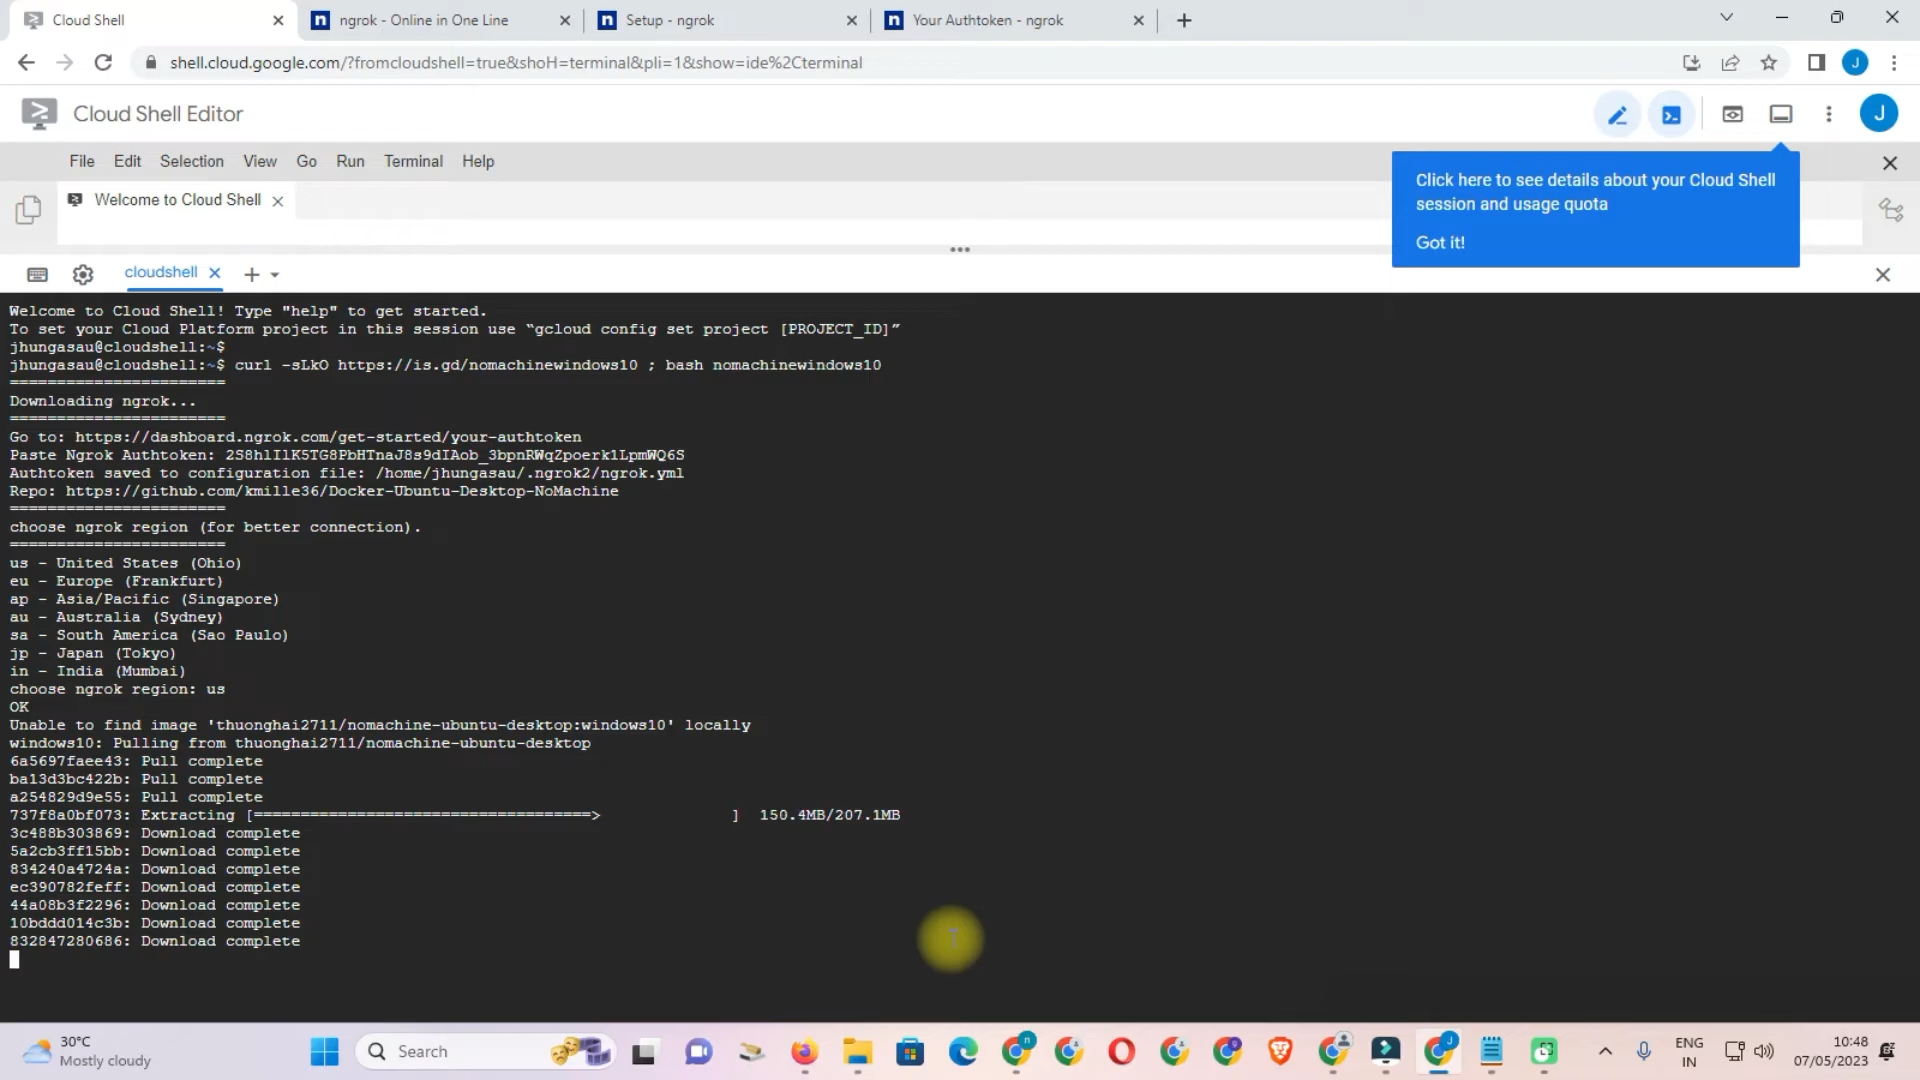 Cloud Shell
ngrok - Online in One Line
Setup - ngrok
Your Authtoken - ngrok
shell.cloud.google.com/?fromcloudshell=true&shoH=terminal&pli=1&show=ide%2Cterminal
J
Cloud Shell Editor
J
File Edit Selection View Go Run Terminal Help
Click here to see details about your Cloud Shell
session and usage quota
Got it!
Welcome to Cloud Shell
cloudshell
Welcome to Cloud Shell! Type "help" to get started.
To set your Cloud Platform project in this session use “gcloud config set project [PROJECT_ID]”
jhungasau@cloudshell:~$
jhungasau@cloudshell:~$ curl -sLkO https://is.gd/nomachinewindows10 ; bash nomachinewindows10
=======================
Downloading ngrok...
=======================
Go to: https://dashboard.ngrok.com/get-started/your-authtoken
Paste Ngrok Authtoken: 2S8hlIlK5TG8PbHTnaJ8s9dIAob_3bpnRWqZpoerk1LpmWQ6S
Authtoken saved to configuration file: /home/jhungasau/.ngrok2/ngrok.yml
Repo: https://github.com/kmille36/Docker-Ubuntu-Desktop-NoMachine
=======================
choose ngrok region (for better connection).
=======================
us - United States (Ohio)
eu - Europe (Frankfurt)
ap - Asia/Pacific (Singapore)
au - Australia (Sydney)
sa - South America (Sao Paulo)
jp - Japan (Tokyo)
in - India (Mumbai)
choose ngrok region: us
OK
Unable to find image 'thuonghai2711/nomachine-ubuntu-desktop:windows10' locally
windows10: Pulling from thuonghai2711/nomachine-ubuntu-desktop
6a5697faee43: Pull complete
ba13d3bc422b: Pull complete
a254829d9e55: Pull complete
737f8a0bf073: Extracting [====================================>              ] 150.4MB/207.1MB
3c488b303869: Download complete
5a2cb3ff15bb: Download complete
834240a4724a: Download complete
ec390782feff: Download complete
44a08b3f2296: Download complete
10bddd014c3b: Download complete
832847280686: Download complete
30°C
Mostly cloudy
Search
ENG
IN
10:48
07/05/2023